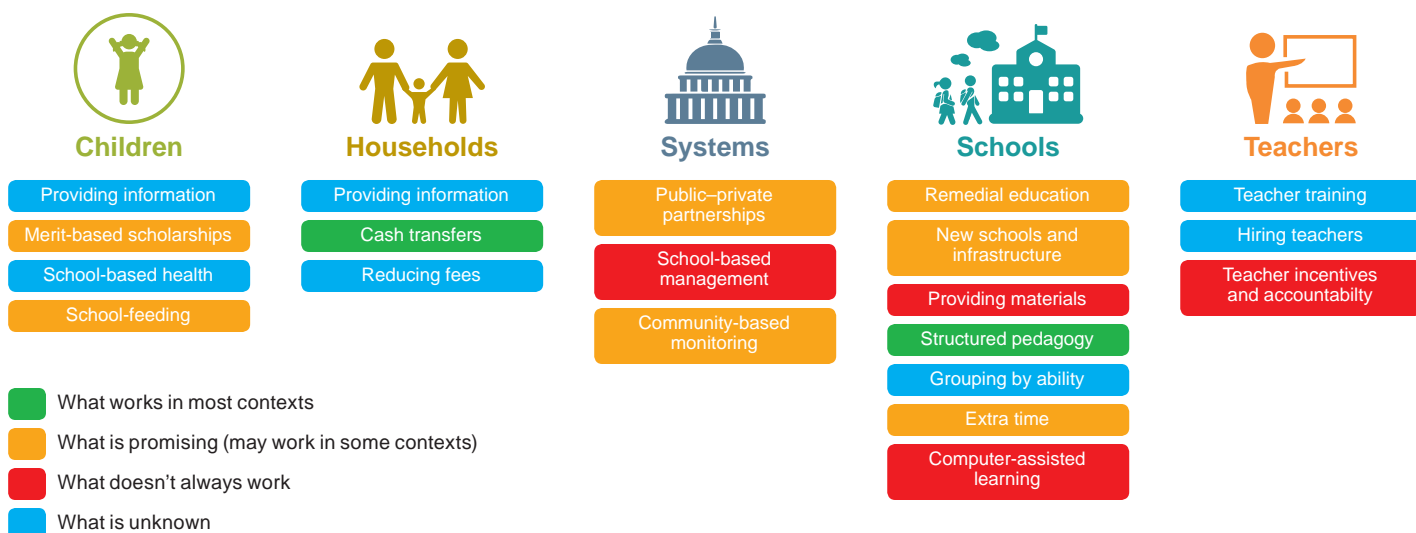 Children
Providing information
Merit-based scholarships
School-based health
School-feeding
Households
Providing information
Cash transfers
Reducing fees
Systems
Public–private
partnerships
School-based
management
Community-based
monitoring
Schools
Remedial education
New schools and
infrastructure
Providing materials
Structured pedagogy
Grouping by ability
Extra time
Computer-assisted
learning
Teachers
Teacher training
Hiring teachers
Teacher incentives
and accountabilty
What works in most contexts
What is promising (may work in some contexts)
What doesn't always work
What is unknown